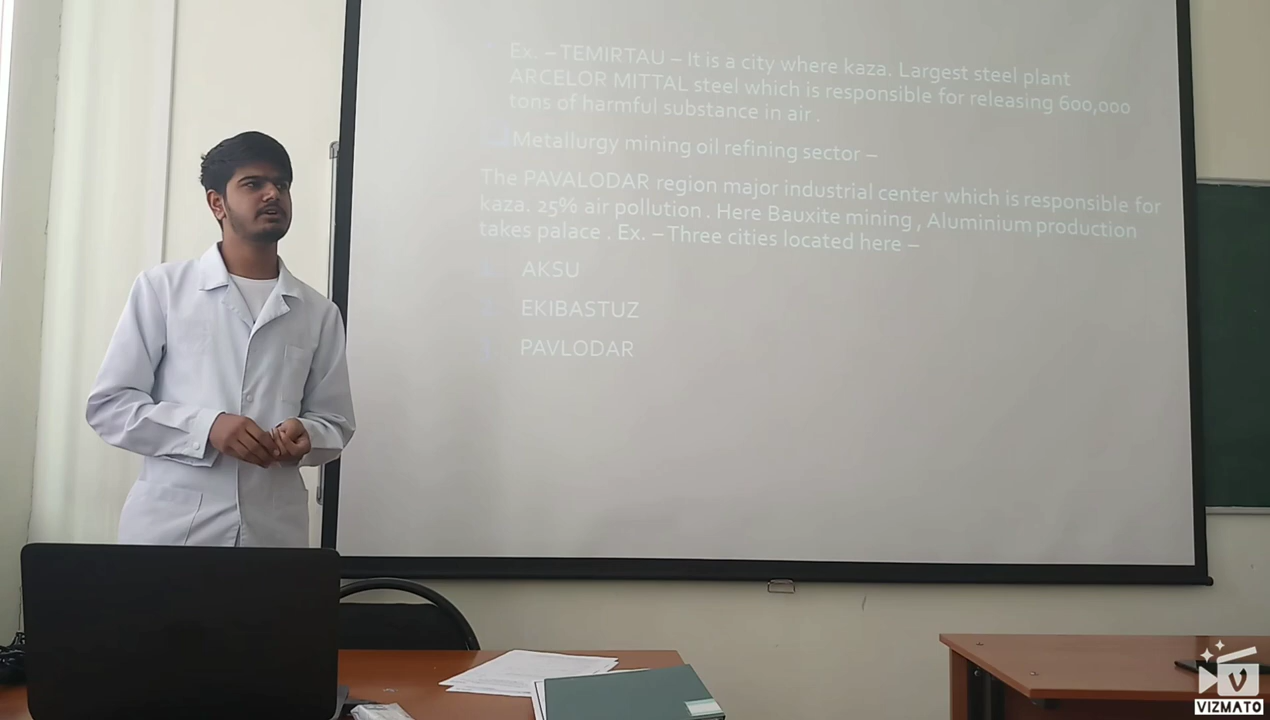 Ex. – TEMIRTAU – It is a city where kaza. Largest steel plant
ARCELOR MITTAL steel which is responsible for releasing 600,000
tons of harmful substance in air .
Metallurgy mining oil refining sector –
The PAVALODAR region major industrial center which is responsible for
kaza. 25% air pollution . Here Bauxite mining , Aluminium production
takes palace . Ex. – Three cities located here –
AKSU
EKIBASTUZ
3. PAVLODAR
VIZMATO